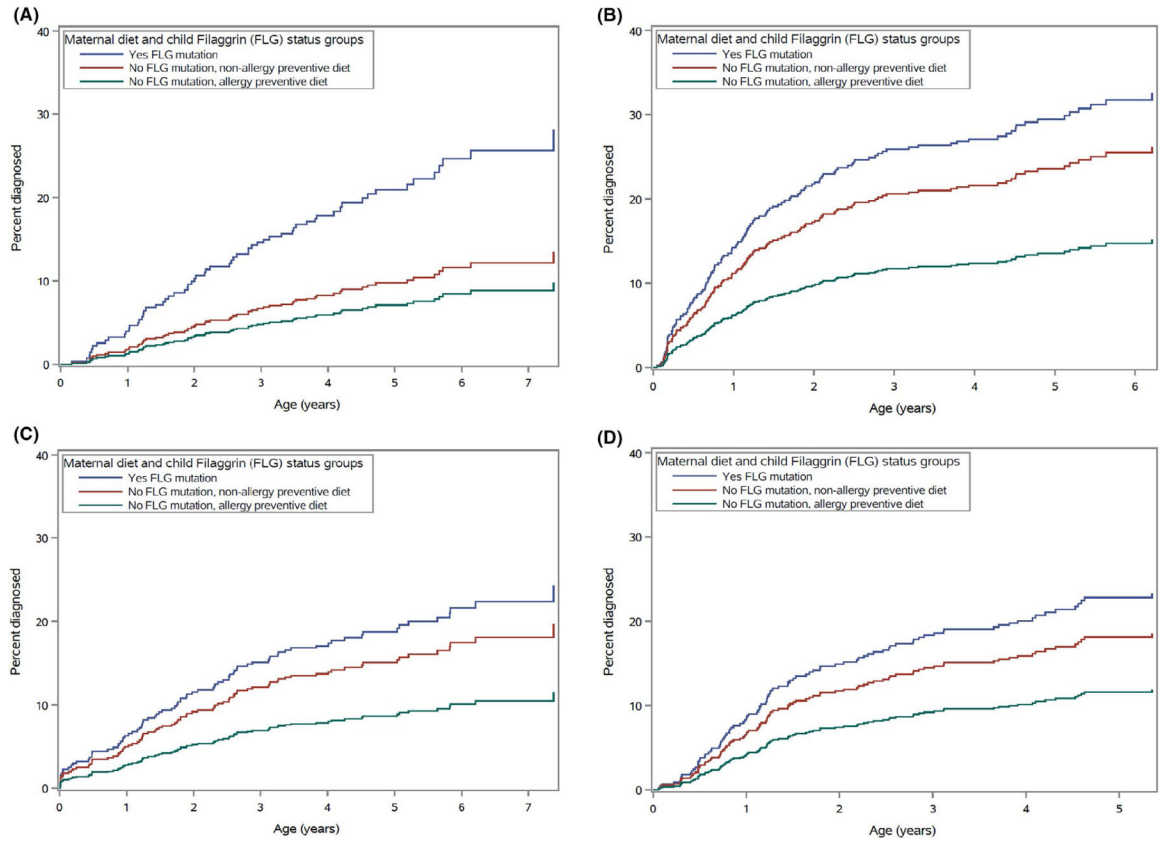 (A)
Maternal diet and child Filaggrin (FLG) status groups
Yes FLG mutation
No FLG mutation, non-allergy preventive diet
No FLG mutation, allergy preventive diet
Percent diagnosed
40
30
20
10
0
0 1 2 3 4 5 6 7
Age (years)
(B)
Maternal diet and child Filaggrin (FLG) status groups
Yes FLG mutation
No FLG mutation, non-allergy preventive diet
No FLG mutation, allergy preventive diet
Percent diagnosed
40
30
20
10
0
0 1 2 3 4 5 6
Age (years)
(C)
Maternal diet and child Filaggrin (FLG) status groups
Yes FLG mutation
No FLG mutation, non-allergy preventive diet
No FLG mutation, allergy preventive diet
Percent diagnosed
40
30
20
10
0
0 1 2 3 4 5 6 7
Age (years)
(D)
Maternal diet and child Filaggrin (FLG) status groups
Yes FLG mutation
No FLG mutation, non-allergy preventive diet
No FLG mutation, allergy preventive diet
Percent diagnosed
40
30
20
10
0
0 1 2 3 4 5
Age (years)